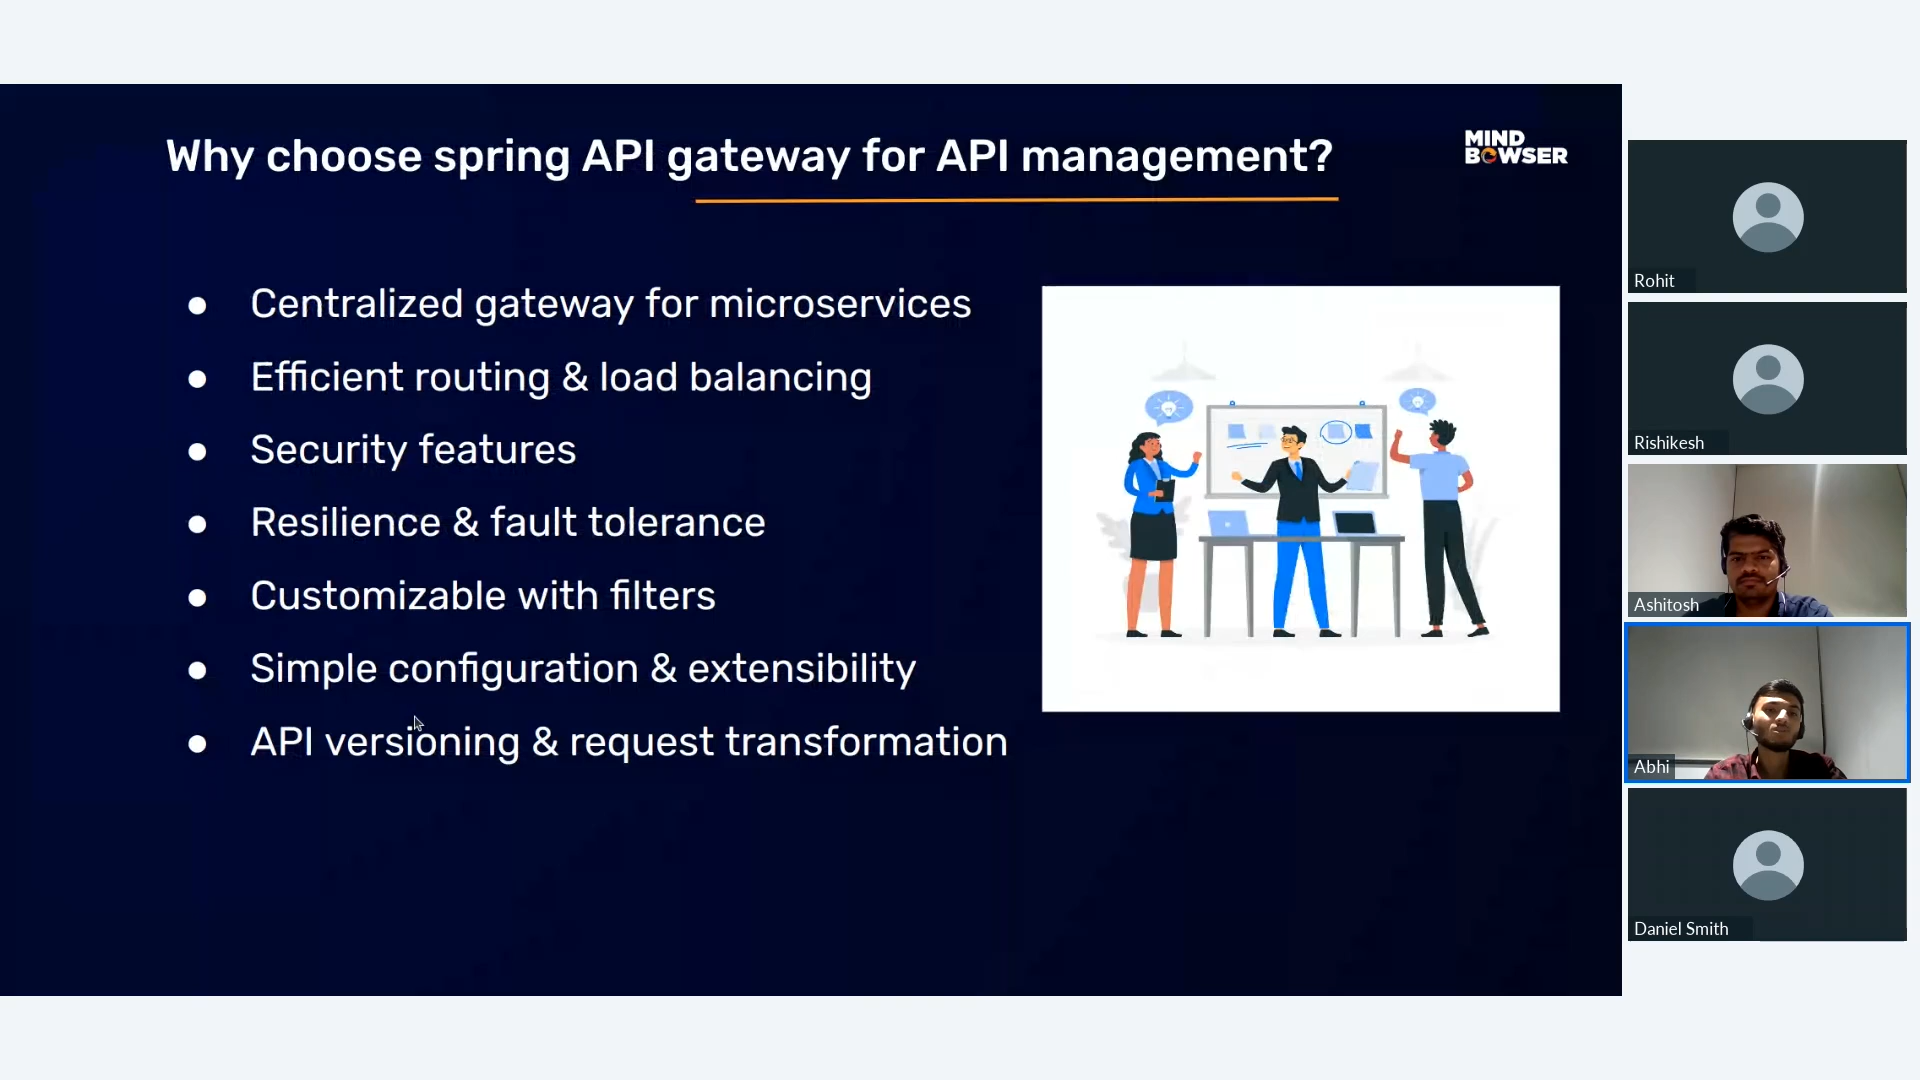 Why choose spring API gateway for API management?
MIND
BOWSER
● Centralized gateway for microservices
● Efficient routing & load balancing
● Security features
● Resilience & fault tolerance
● Customizable with filters
● Simple configuration & extensibility
● API versioning & request transformation
Rohit
Rishikesh
Ashitosh
Abhi
Daniel Smith